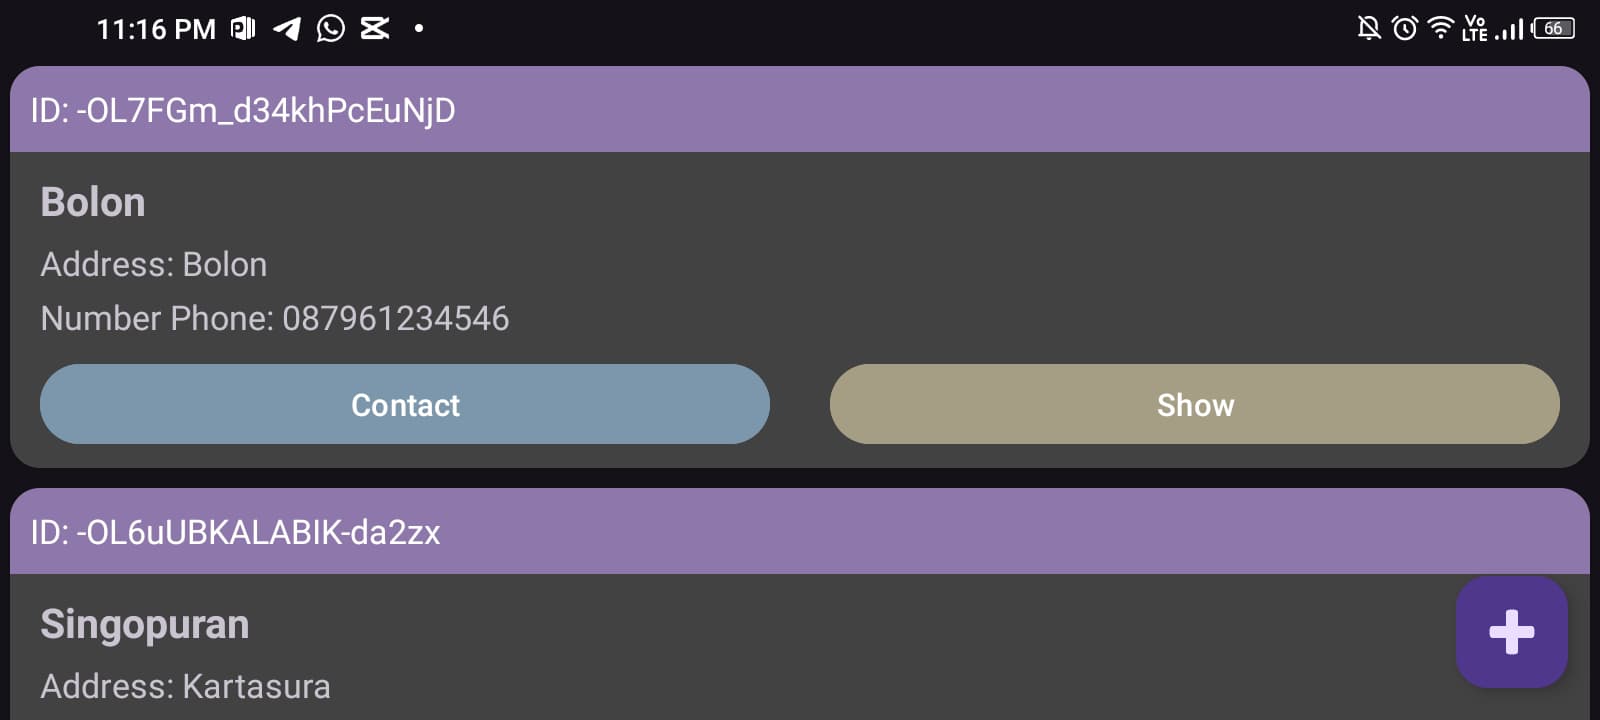 11:16 PM Vo LTE 66
ID: -OL7FGm_d34khPcEuNjD
Bolon
Address: Bolon
Number Phone: 087961234546
Contact Show
ID: -OL6uUBKALABIK-da2zx
Singopuran
Address: Kartasura